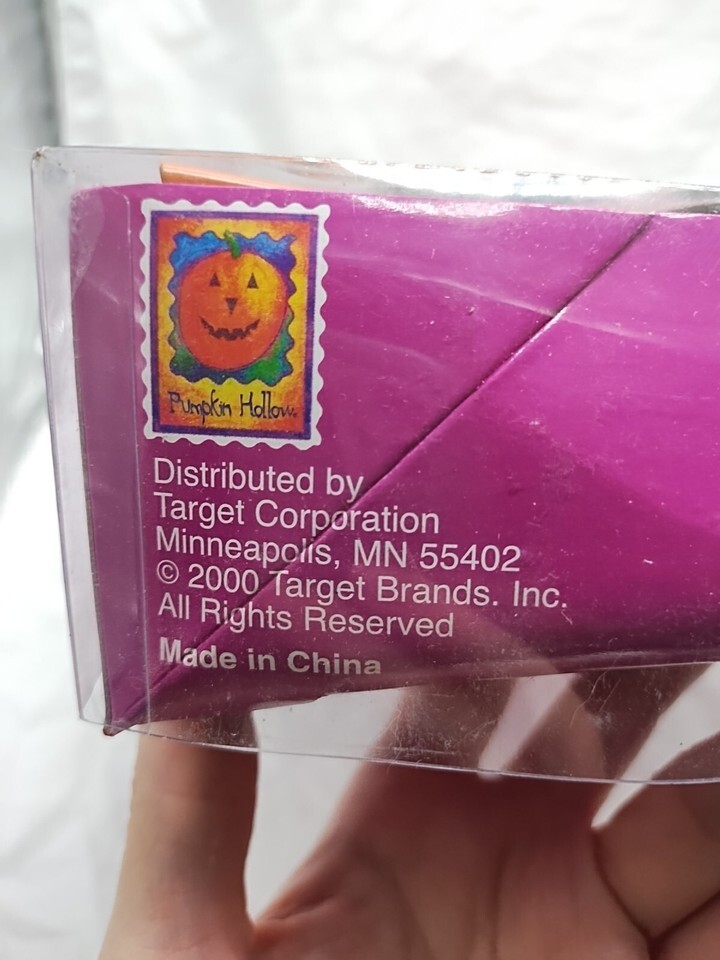 Pumpkin Hollow
Distributed by
Target Corporation
Minneapolis, MN 55402
© 2000 Target Brands. Inc.
All Rights Reserved
Made in China